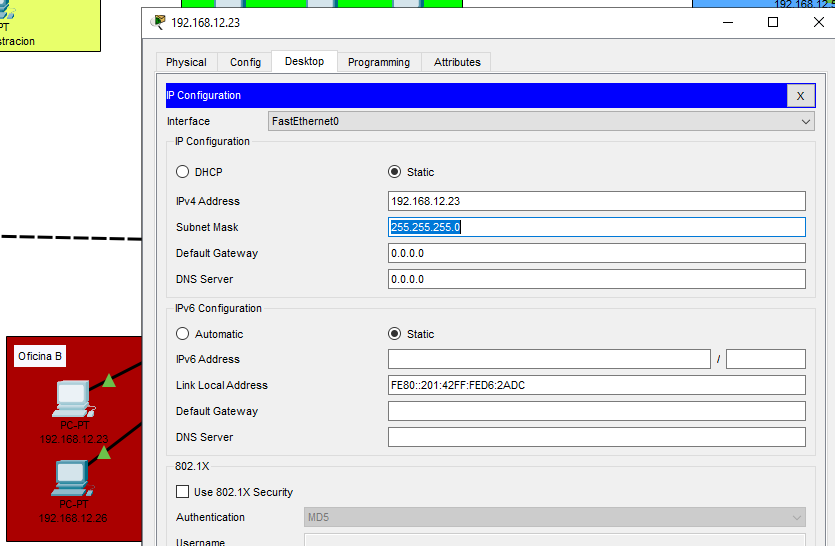 PT
stracion
192.168.12.23
Physical Config Desktop Programming Attributes
IP Configuration X
Interface FastEthernet0
IP Configuration
DHCP Static
IPv4 Address 192.168.12.23
Subnet Mask 255.255.255.0
Default Gateway 0.0.0.0
DNS Server 0.0.0.0
IPv6 Configuration
Automatic Static
IPv6 Address /
Link Local Address FE80::201:42FF:FED6:2ADC
Default Gateway
DNS Server
802.1X
Use 802.1X Security
Authentication MD5
Username
Oficina B
PC-PT
192.168.12.23
PC-PT
192.168.12.26